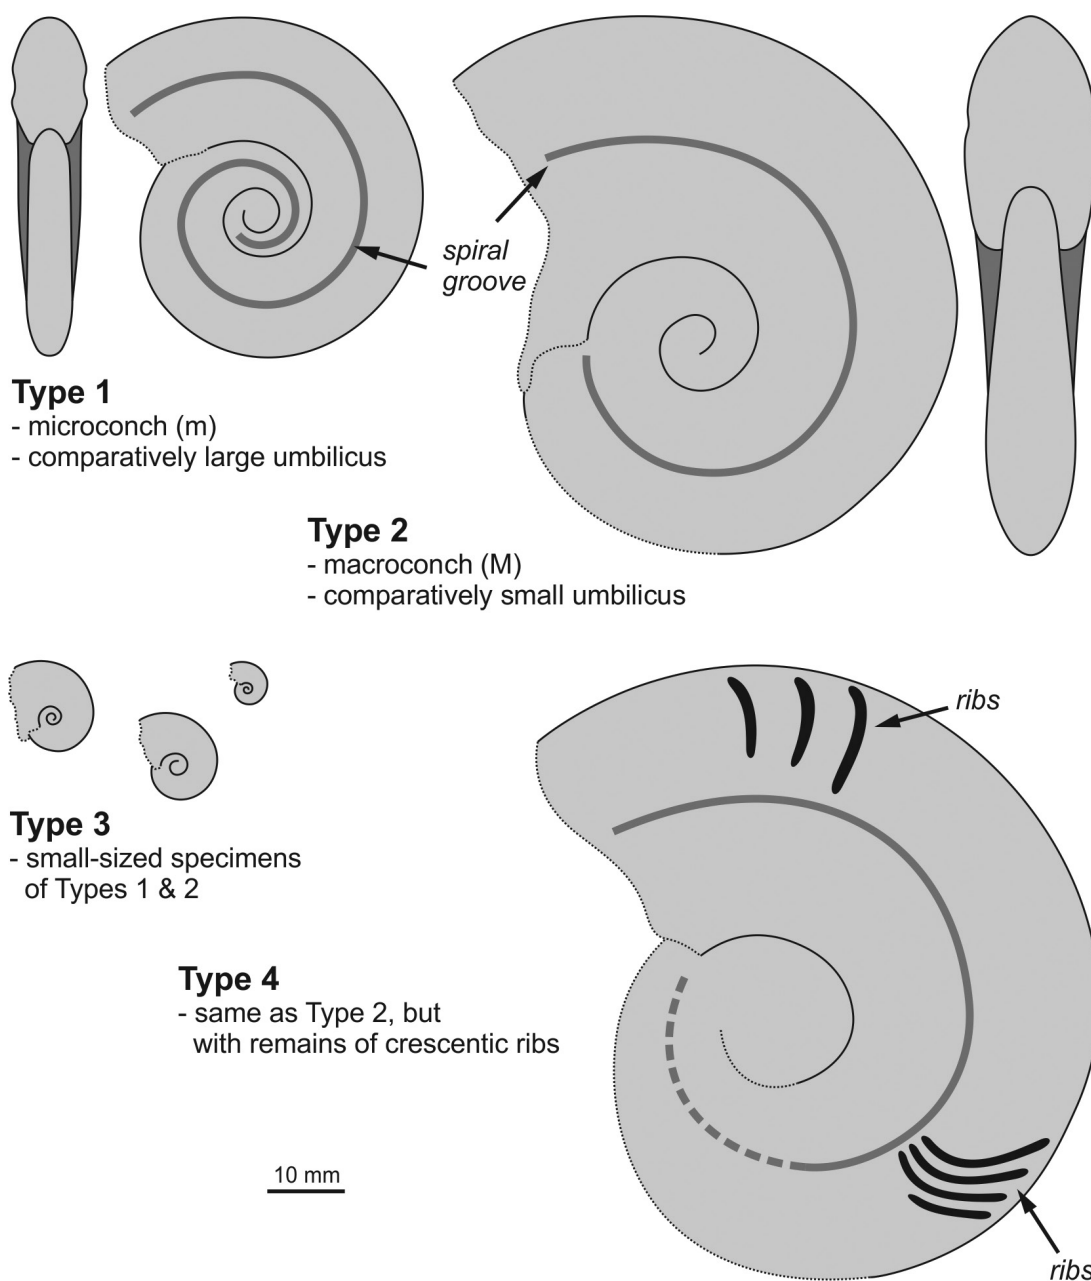 spiral
groove
Type 1
- microconch (m)
- comparatively large umbilicus
Type 2
- macroconch (M)
- comparatively small umbilicus
ribs
Type 3
- small-sized specimens
of Types 1 & 2
Type 4
- same as Type 2, but
with remains of crescentic ribs
10 mm
ribs